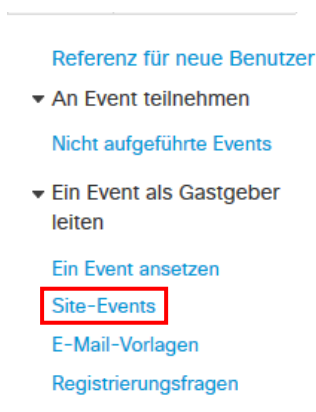 Referenz für neue Benutzer
An Event teilnehmen
Nicht aufgeführte Events
Ein Event als Gastgeber
leiten
Ein Event ansetzen
Site-Events
E-Mail-Vorlagen
Registrierungsfragen